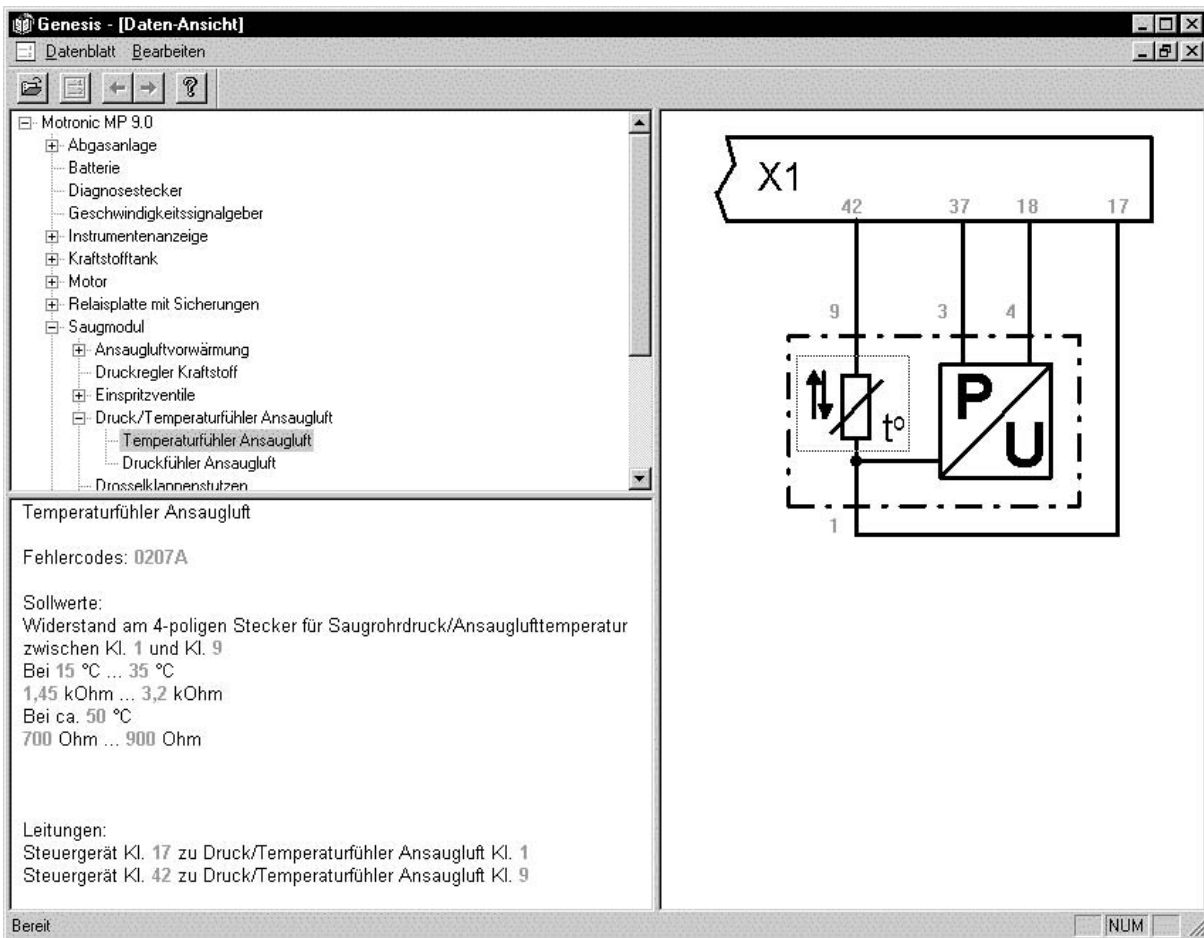 Genesis - [Daten-Ansicht]
Datenblatt Bearbeiten
Motronic MP 9.0
Abgasanlage
Batterie
Diagnosestecker
Geschwindigkeitssignalgeber
Instrumentenanzeige
Kraftstofftank
Motor
Relaisplatte mit Sicherungen
Saugmodul
Ansaugluftvorwärmung
Druckregler Kraftstoff
Einspritzventile
Druck/Temperaturfühler Ansaugluft
Temperaturfühler Ansaugluft
Druckfühler Ansaugluft
Drosselklappenstutzen
Temperaturfühler Ansaugluft
Fehlercodes: 0207A
Sollwerte:
Widerstand am 4-poligen Stecker für Saugrohrdruck/Ansauglufttemperatur
zwischen Kl. 1 und Kl. 9
Bei 15 °C ... 35 °C
1,45 kOhm ... 3,2 kOhm
Bei ca. 50 °C
700 Ohm ... 900 Ohm
Leitungen:
Steuergerät Kl. 17 zu Druck/Temperaturfühler Ansaugluft Kl. 1
Steuergerät Kl. 42 zu Druck/Temperaturfühler Ansaugluft Kl. 9
X1
42 37 18 17
9 3 4
P
U
t°
1
Bereit
NUM